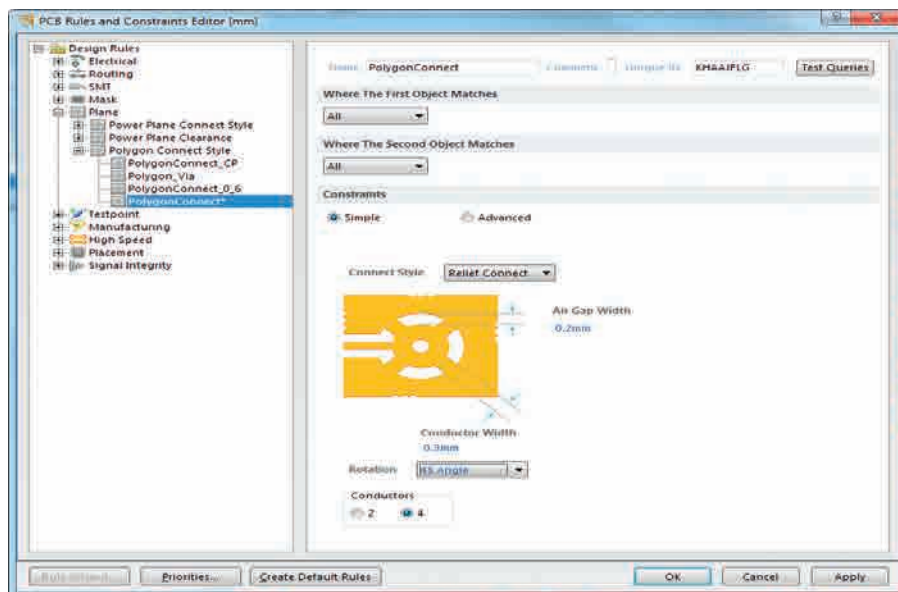 PCB Rules and Constraints Editor [mm]
Design Rules
Electrical
Routing
SMT
Mask
Plane
Power Plane Connect Style
Power Plane Clearance
Polygon Connect Style
PolygonConnect_CP
Polygon_Via
PolygonConnect_0_6
PolygonConnect*
Testpoint
Manufacturing
High Speed
Placement
Signal Integrity
Name PolygonConnect Comment Unique ID Test Queries
Where The First Object Matches
All
Where The Second Object Matches
All
Constraints
Simple Advanced
Connect Style Relief Connect
Air Gap Width
0.2mm
Conductor Width
0.3mm
Rotation Angle
Conductors
2 4
Rule Wizard... Priorities... Create Default Rules OK Cancel Apply